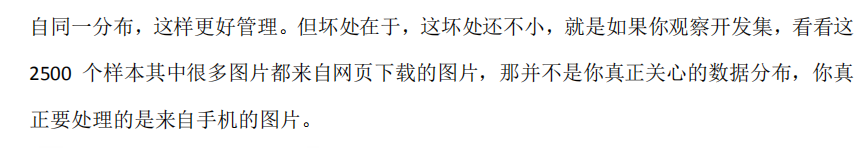 自同一分布，这样更好管理。但坏处在于，这坏处还不小，就是如果你观察开发集，看看这
2500 个样本其中很多图片都来自网页下载的图片，那并不是你真正关心的数据分布，你真
正要处理的是来自手机的图片。